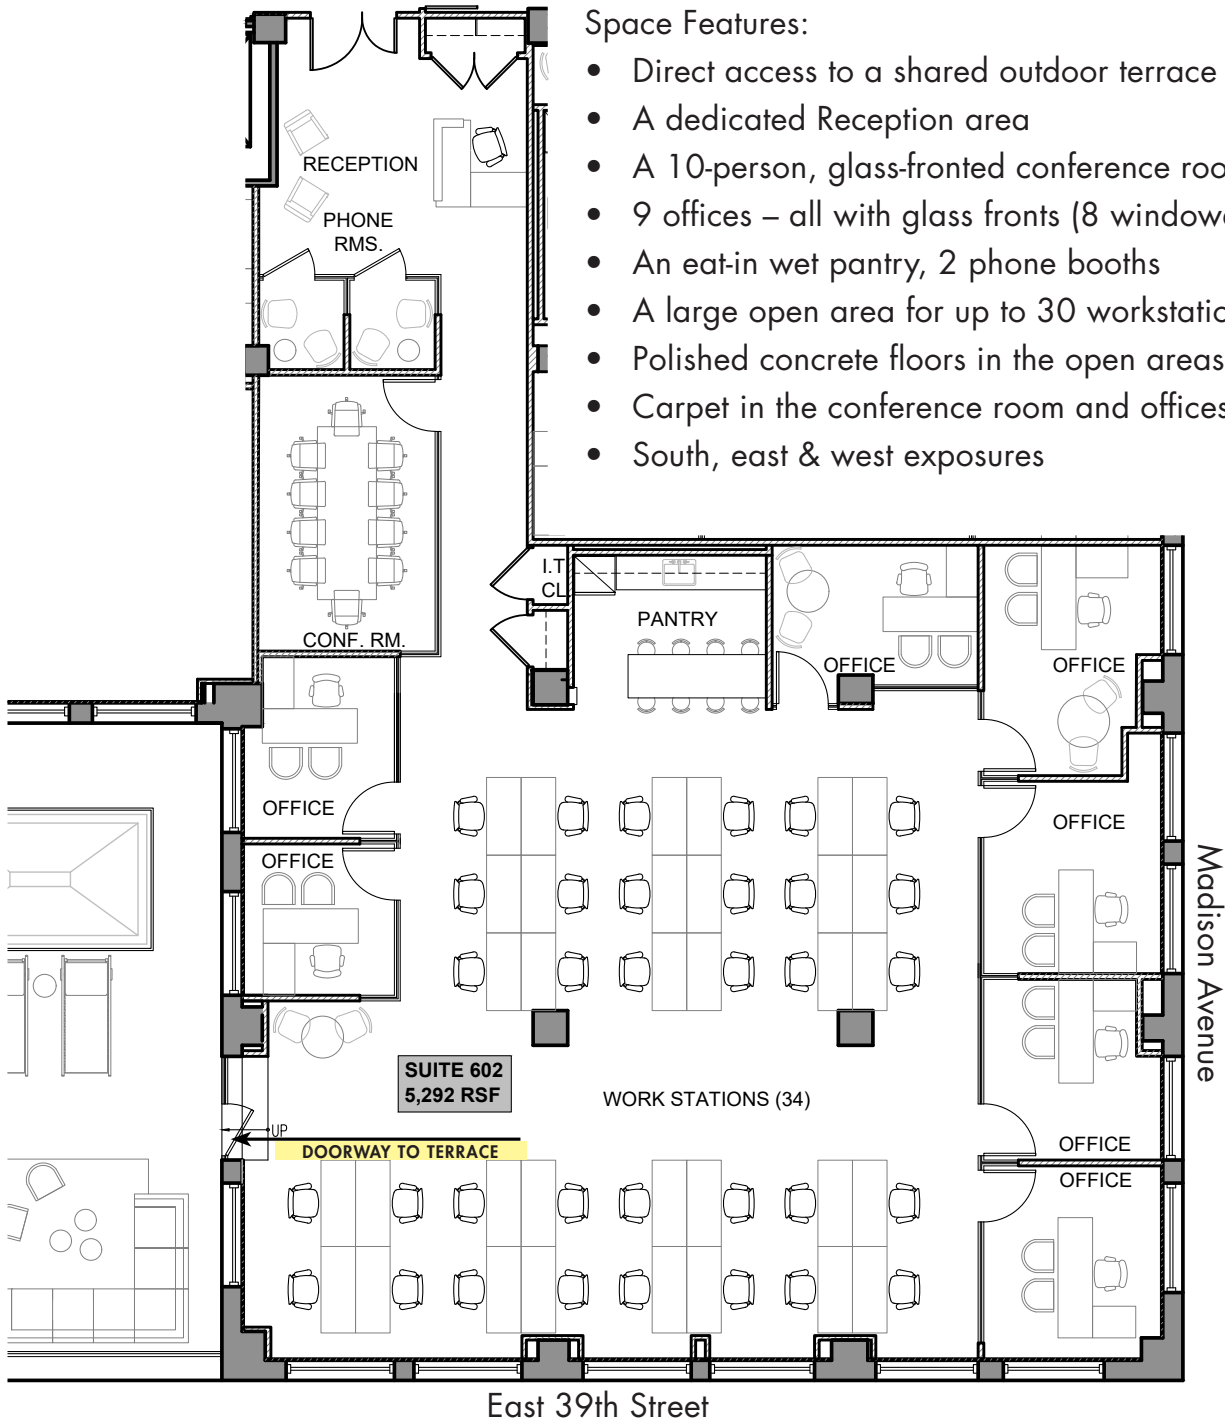 Space Features:
• Direct access to a shared outdoor terrace
• A dedicated Reception area
• A 10-person, glass-fronted conference roo
• 9 offices – all with glass fronts (8 windowe
• An eat-in wet pantry, 2 phone booths
• A large open area for up to 30 workstatio
• Polished concrete floors in the open areas
• Carpet in the conference room and offices
• South, east & west exposures
RECEPTION
PHONE
RMS.
CONF. RM.
I.T
CL
PANTRY
OFFICE
OFFICE
OFFICE
OFFICE
OFFICE
Madison Avenue
SUITE 602
5,292 RSF
WORK STATIONS (34)
UP
DOORWAY TO TERRACE
OFFICE
OFFICE
East 39th Street